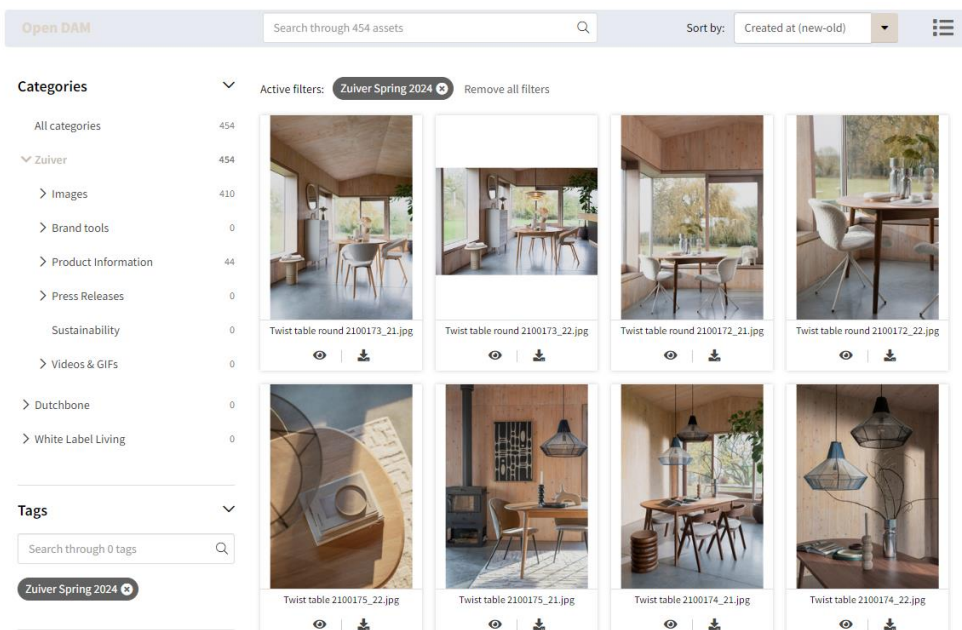 Open DAM
Search through 454 assets
Sort by:
Created at (new-old)
Categories
All categories 454
Zuiver 454
Images 410
Brand tools 0
Product Information 44
Press Releases 0
Sustainability 0
Videos & GIFs 0
Dutchbone 0
White Label Living 0
Tags
Search through 0 tags
Zuiver Spring 2024
Active filters: Zuiver Spring 2024 Remove all filters
Twist table round 2100173_21.jpg
Twist table round 2100173_22.jpg
Twist table round 2100172_21.jpg
Twist table round 2100172_22.jpg
Twist table 2100175_22.jpg
Twist table 2100175_21.jpg
Twist table 2100174_21.jpg
Twist table 2100174_22.jpg